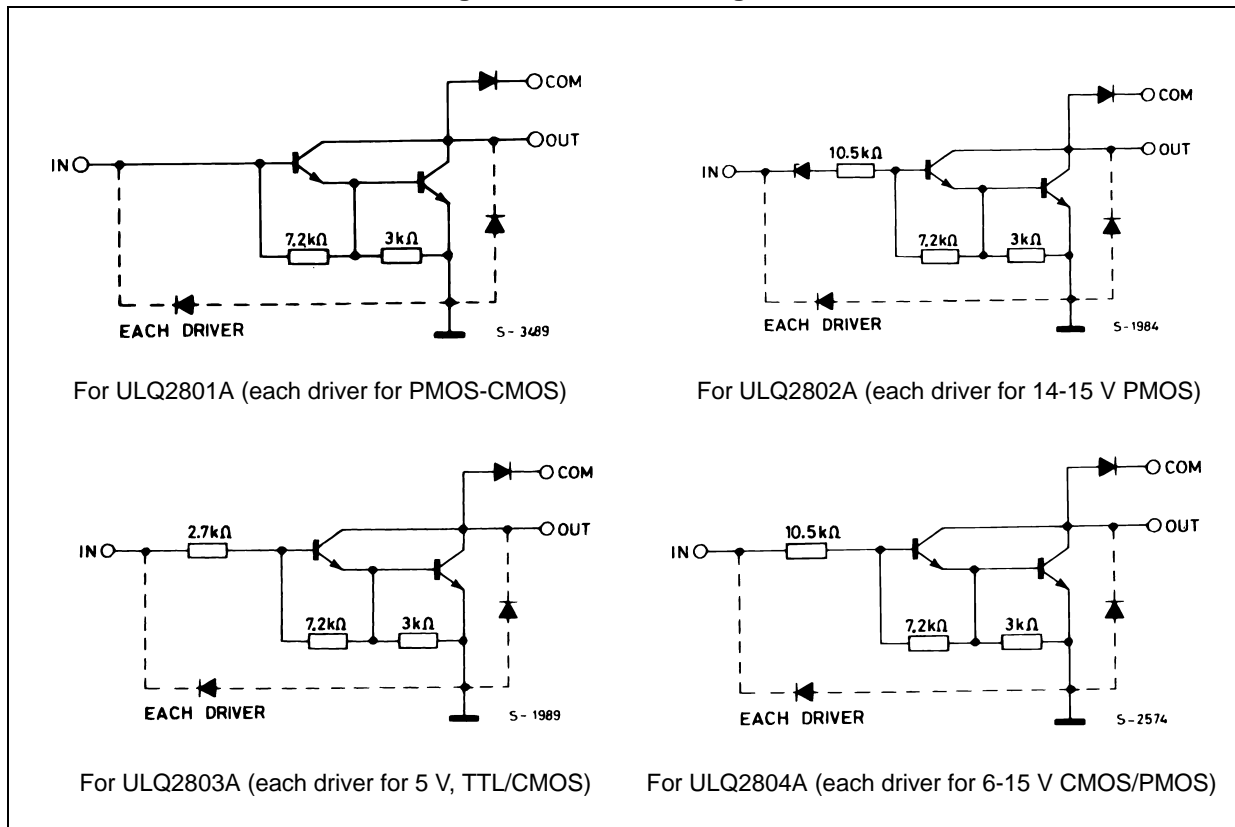 COM
OUT
IN
7.2kΩ 3kΩ
EACH DRIVER
S-3489
For ULQ2801A (each driver for PMOS-CMOS)
COM
OUT
10.5kΩ
IN
7.2kΩ 3kΩ
EACH DRIVER
S-1984
For ULQ2802A (each driver for 14-15 V PMOS)
COM
OUT
2.7kΩ
IN
7.2kΩ 3kΩ
EACH DRIVER
S-1989
For ULQ2803A (each driver for 5 V, TTL/CMOS)
COM
OUT
10.5kΩ
IN
7.2kΩ 3kΩ
EACH DRIVER
S-2574
For ULQ2804A (each driver for 6-15 V CMOS/PMOS)